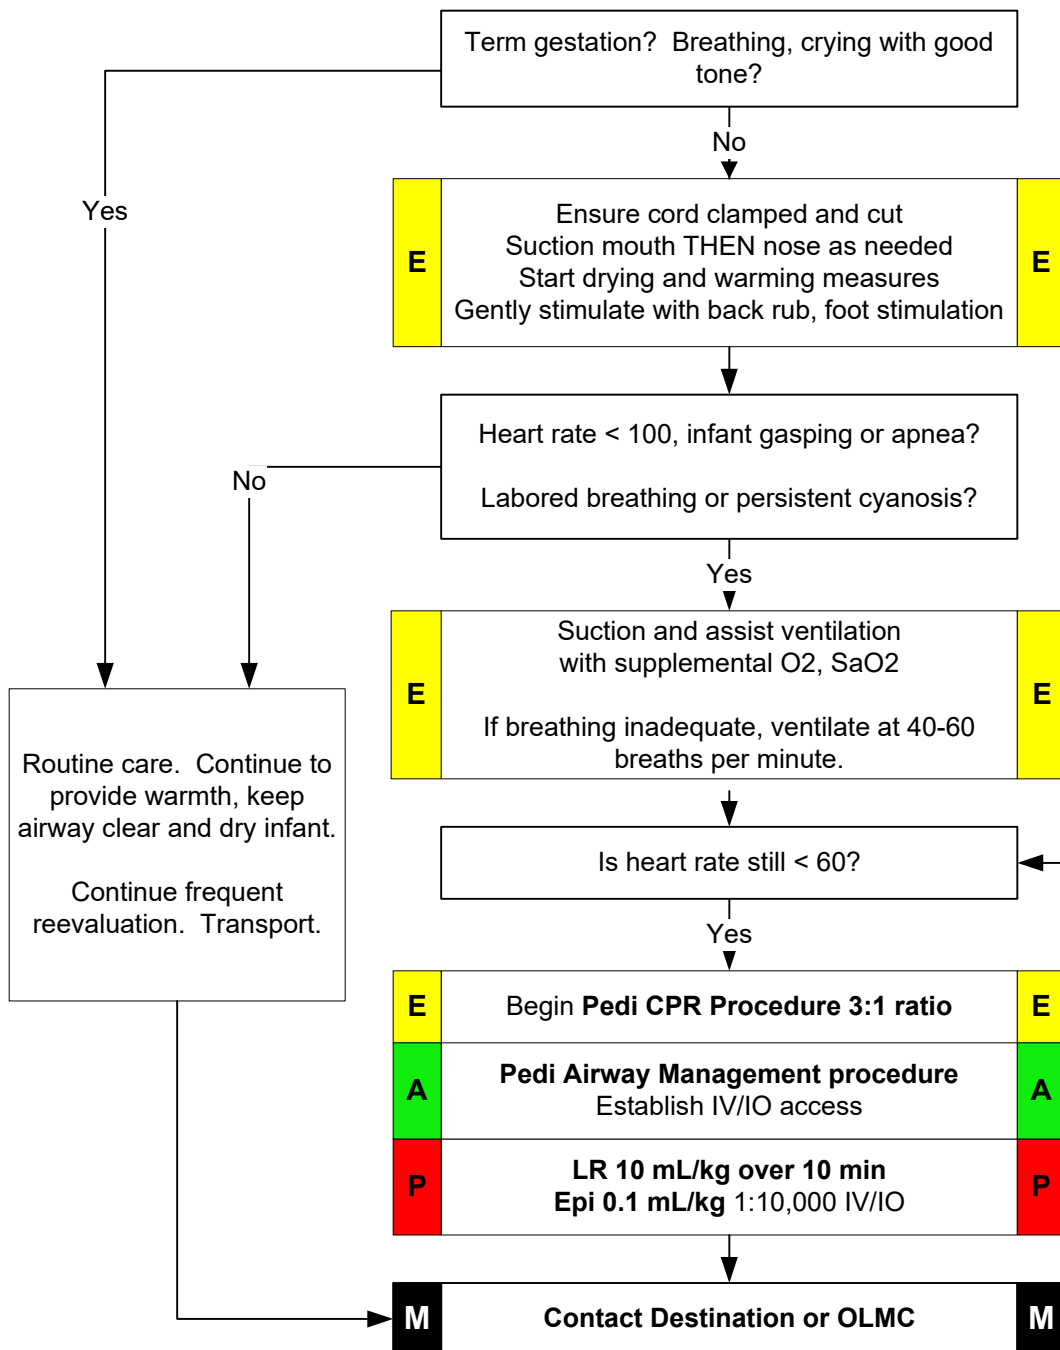 Term gestation?  Breathing, crying with good
tone?
No
Yes
E
Ensure cord clamped and cut
Suction mouth THEN nose as needed
Start drying and warming measures
Gently stimulate with back rub, foot stimulation
E
Heart rate < 100, infant gasping or apnea?
Labored breathing or persistent cyanosis?
No
Yes
E
Suction and assist ventilation
with supplemental O2, SaO2
If breathing inadequate, ventilate at 40-60
breaths per minute.
E
Routine care.  Continue to
provide warmth, keep
airway clear and dry infant.
Continue frequent
reevaluation.  Transport.
Is heart rate still < 60?
Yes
E
Begin Pedi CPR Procedure 3:1 ratio
E
A
Pedi Airway Management procedure
Establish IV/IO access
A
P
LR 10 mL/kg over 10 min
Epi 0.1 mL/kg 1:10,000 IV/IO
P
M
Contact Destination or OLMC
M